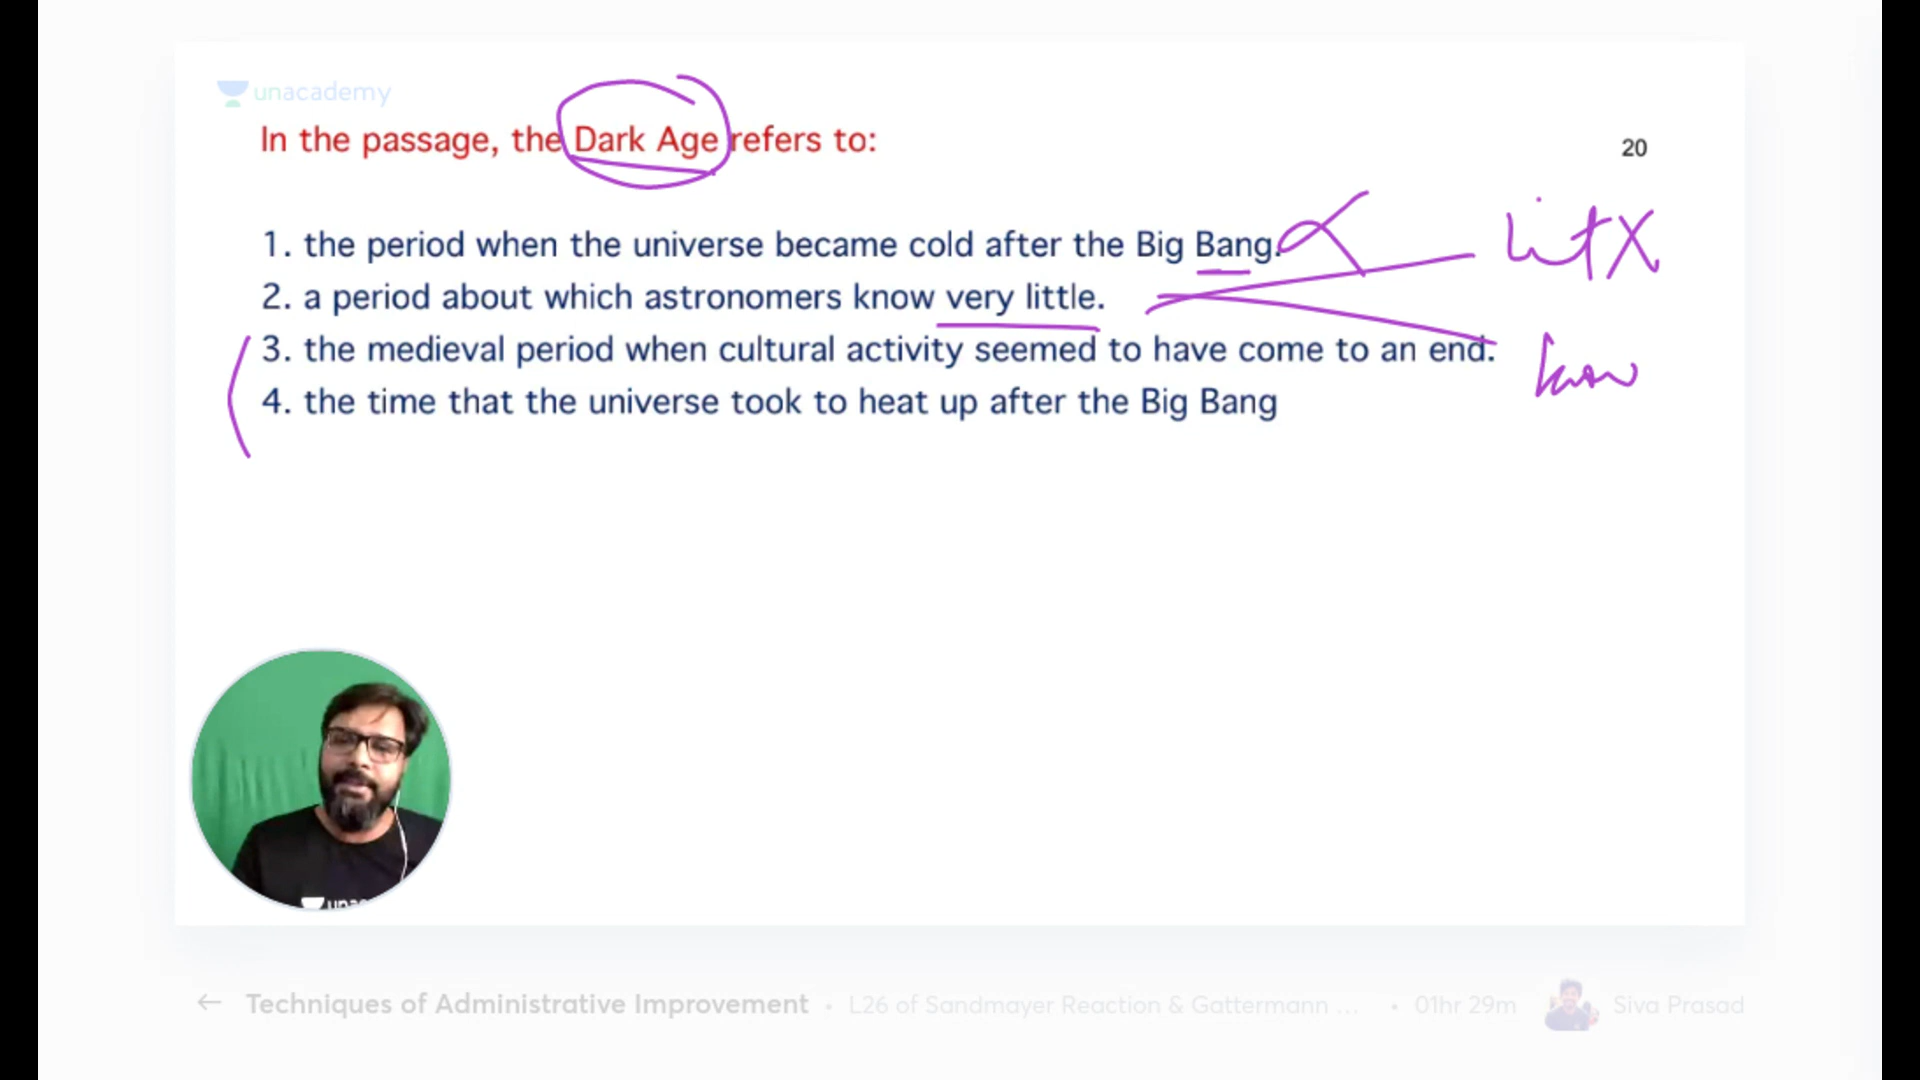 unacademy
In the passage, the Dark Age refers to:
20
1. the period when the universe became cold after the Big Bang.
2. a period about which astronomers know very little.
3. the medieval period when cultural activity seemed to have come to an end.
4. the time that the universe took to heat up after the Big Bang
lit X
know
← Techniques of Administrative Improvement • L26 of Sandmayer Reaction & Gattermann ... • 01hr 29m Siva Prasad